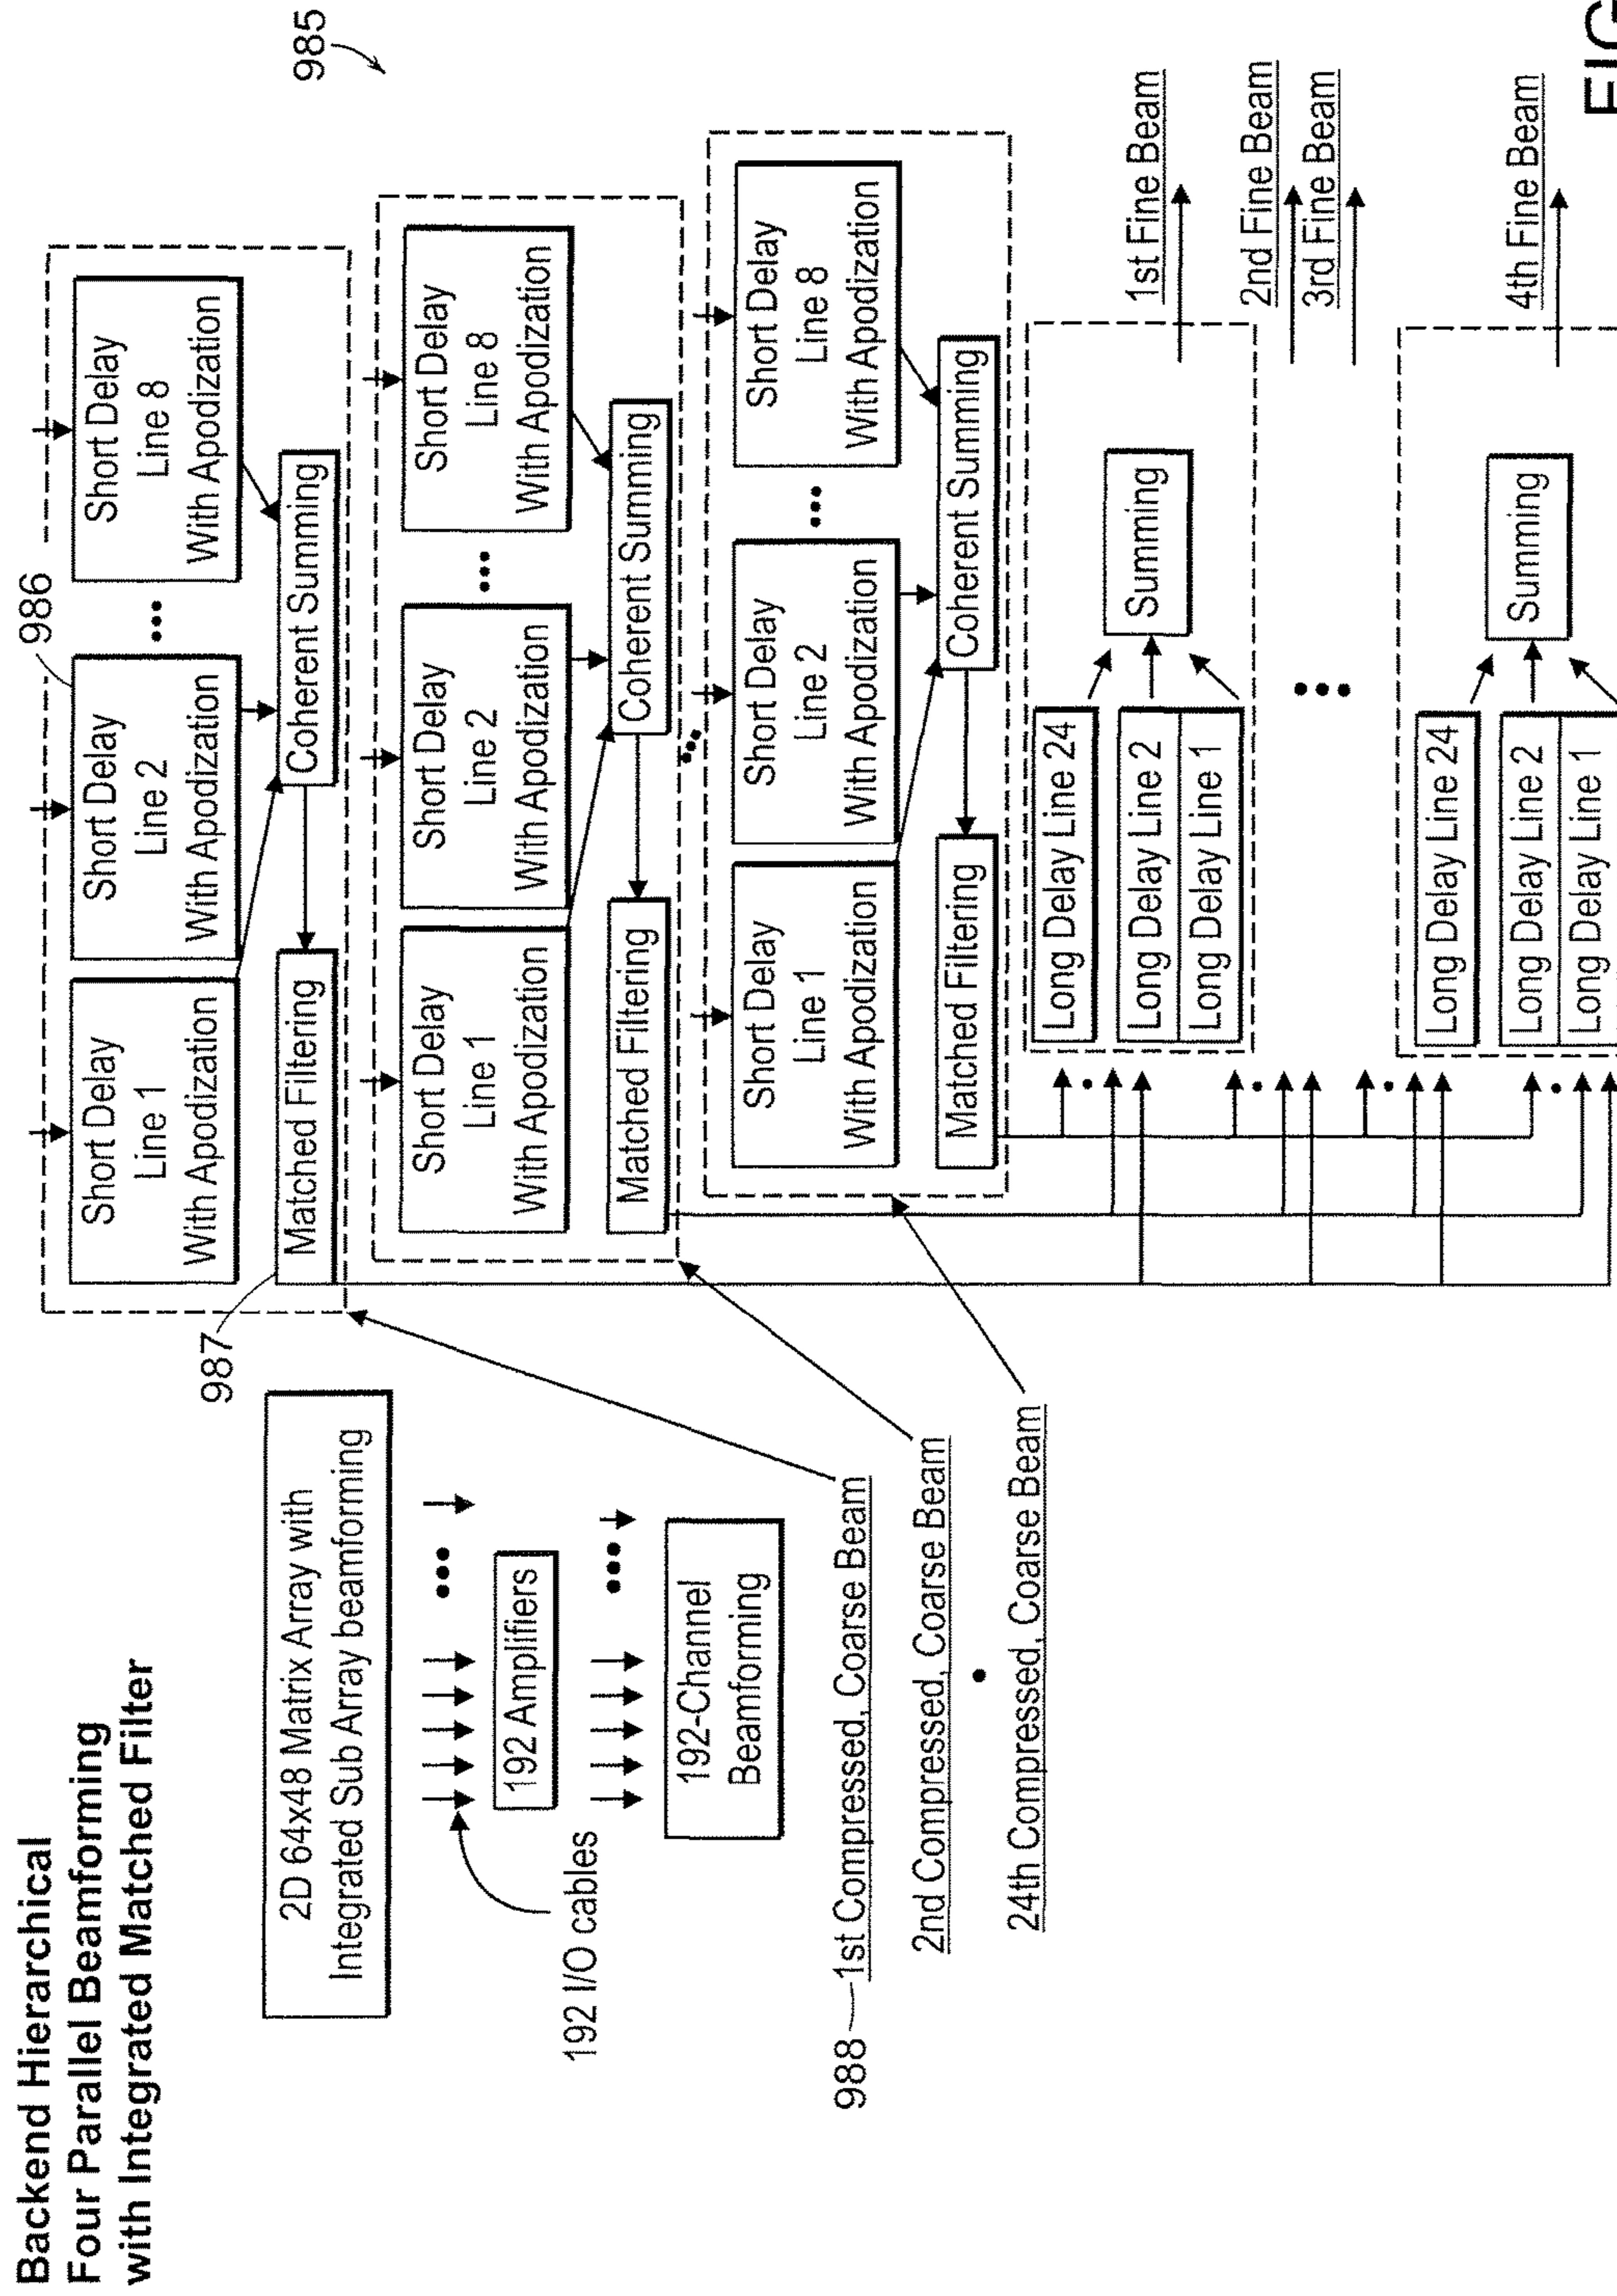 Backend Hierarchical
Four Parallel Beamforming
with Integrated Matched Filter
2D 64x48 Matrix Array with
Integrated Sub Array beamforming
192 I/O cables
192 Amplifiers
192-Channel
Beamforming
988
1st Compressed, Coarse Beam
2nd Compressed, Coarse Beam
24th Compressed, Coarse Beam
985
986
987
Short Delay
Line 1
With Apodization
Short Delay
Line 2
With Apodization
Short Delay
Line 8
With Apodization
Matched Filtering
Coherent Summing
Short Delay
Line 1
With Apodization
Short Delay
Line 2
With Apodization
Short Delay
Line 8
With Apodization
Matched Filtering
Coherent Summing
Short Delay
Line 1
With Apodization
Short Delay
Line 2
With Apodization
Short Delay
Line 8
With Apodization
Matched Filtering
Coherent Summing
Long Delay Line 24
Long Delay Line 2
Long Delay Line 1
Summing
1st Fine Beam
2nd Fine Beam
3rd Fine Beam
Long Delay Line 24
Long Delay Line 2
Long Delay Line 1
Summing
4th Fine Beam
FIG